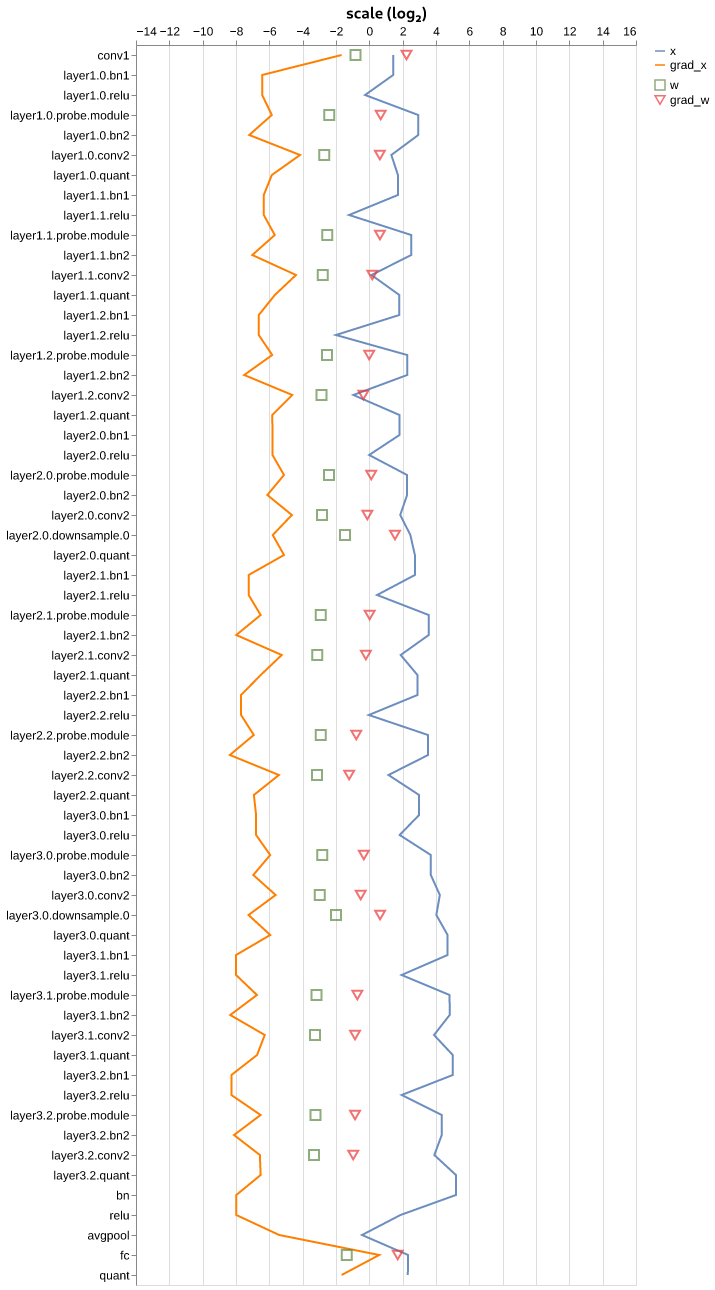 scale (log₂)
−14 −12 −10 −8 −6 −4 −2 0 2 4 6 8 10 12 14 16
x
grad_x
w
grad_w
conv1
layer1.0.bn1
layer1.0.relu
layer1.0.probe.module
layer1.0.bn2
layer1.0.conv2
layer1.0.quant
layer1.1.bn1
layer1.1.relu
layer1.1.probe.module
layer1.1.bn2
layer1.1.conv2
layer1.1.quant
layer1.2.bn1
layer1.2.relu
layer1.2.probe.module
layer1.2.bn2
layer1.2.conv2
layer1.2.quant
layer2.0.bn1
layer2.0.relu
layer2.0.probe.module
layer2.0.bn2
layer2.0.conv2
layer2.0.downsample.0
layer2.0.quant
layer2.1.bn1
layer2.1.relu
layer2.1.probe.module
layer2.1.bn2
layer2.1.conv2
layer2.1.quant
layer2.2.bn1
layer2.2.relu
layer2.2.probe.module
layer2.2.bn2
layer2.2.conv2
layer2.2.quant
layer3.0.bn1
layer3.0.relu
layer3.0.probe.module
layer3.0.bn2
layer3.0.conv2
layer3.0.downsample.0
layer3.0.quant
layer3.1.bn1
layer3.1.relu
layer3.1.probe.module
layer3.1.bn2
layer3.1.conv2
layer3.1.quant
layer3.2.bn1
layer3.2.relu
layer3.2.probe.module
layer3.2.bn2
layer3.2.conv2
layer3.2.quant
bn
relu
avgpool
fc
quant